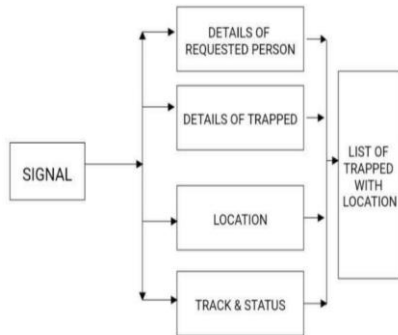 DETAILS OF
REQUESTED PERSON
DETAILS OF TRAPPED
SIGNAL
LOCATION
TRACK & STATUS
LIST OF
TRAPPED
WITH
LOCATION